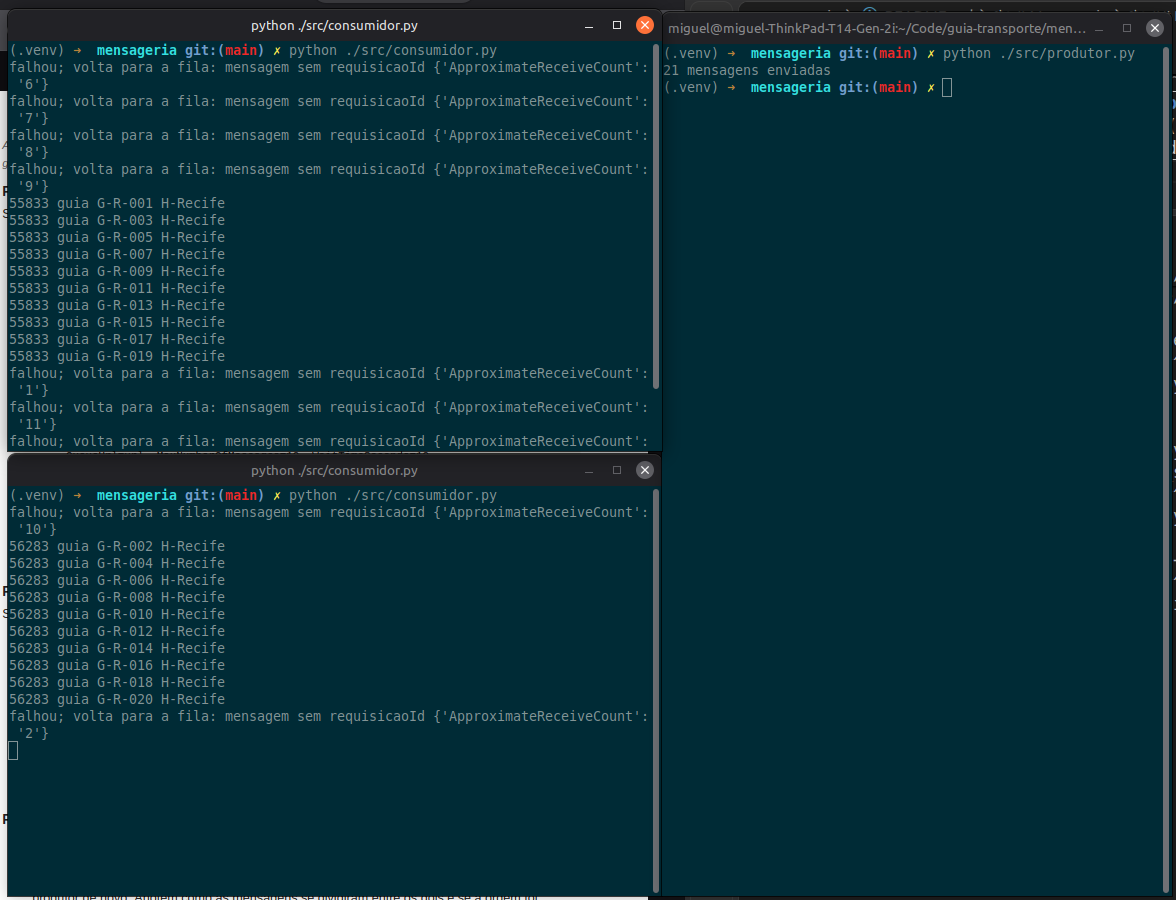 python ./src/consumidor.py
(.venv) → mensageria git:(main) ✗ python ./src/consumidor.py
falhou; volta para a fila: mensagem sem requisicaoId {'ApproximateReceiveCount':
'6'}
falhou; volta para a fila: mensagem sem requisicaoId {'ApproximateReceiveCount':
'7'}
falhou; volta para a fila: mensagem sem requisicaoId {'ApproximateReceiveCount':
'8'}
falhou; volta para a fila: mensagem sem requisicaoId {'ApproximateReceiveCount':
'9'}
55833 guia G-R-001 H-Recife
55833 guia G-R-003 H-Recife
55833 guia G-R-005 H-Recife
55833 guia G-R-007 H-Recife
55833 guia G-R-009 H-Recife
55833 guia G-R-011 H-Recife
55833 guia G-R-013 H-Recife
55833 guia G-R-015 H-Recife
55833 guia G-R-017 H-Recife
55833 guia G-R-019 H-Recife
falhou; volta para a fila: mensagem sem requisicaoId {'ApproximateReceiveCount':
'1'}
falhou; volta para a fila: mensagem sem requisicaoId {'ApproximateReceiveCount':
'11'}
falhou; volta para a fila: mensagem sem requisicaoId {'ApproximateReceiveCount':
python ./src/consumidor.py
(.venv) → mensageria git:(main) ✗ python ./src/consumidor.py
falhou; volta para a fila: mensagem sem requisicaoId {'ApproximateReceiveCount':
'10'}
56283 guia G-R-002 H-Recife
56283 guia G-R-004 H-Recife
56283 guia G-R-006 H-Recife
56283 guia G-R-008 H-Recife
56283 guia G-R-010 H-Recife
56283 guia G-R-012 H-Recife
56283 guia G-R-014 H-Recife
56283 guia G-R-016 H-Recife
56283 guia G-R-018 H-Recife
56283 guia G-R-020 H-Recife
falhou; volta para a fila: mensagem sem requisicaoId {'ApproximateReceiveCount':
'2'}
miguel@miguel-ThinkPad-T14-Gen-2i:~/Code/guia-transporte/men...
(.venv) → mensageria git:(main) ✗ python ./src/produtor.py
21 mensagens enviadas
(.venv) → mensageria git:(main) ✗